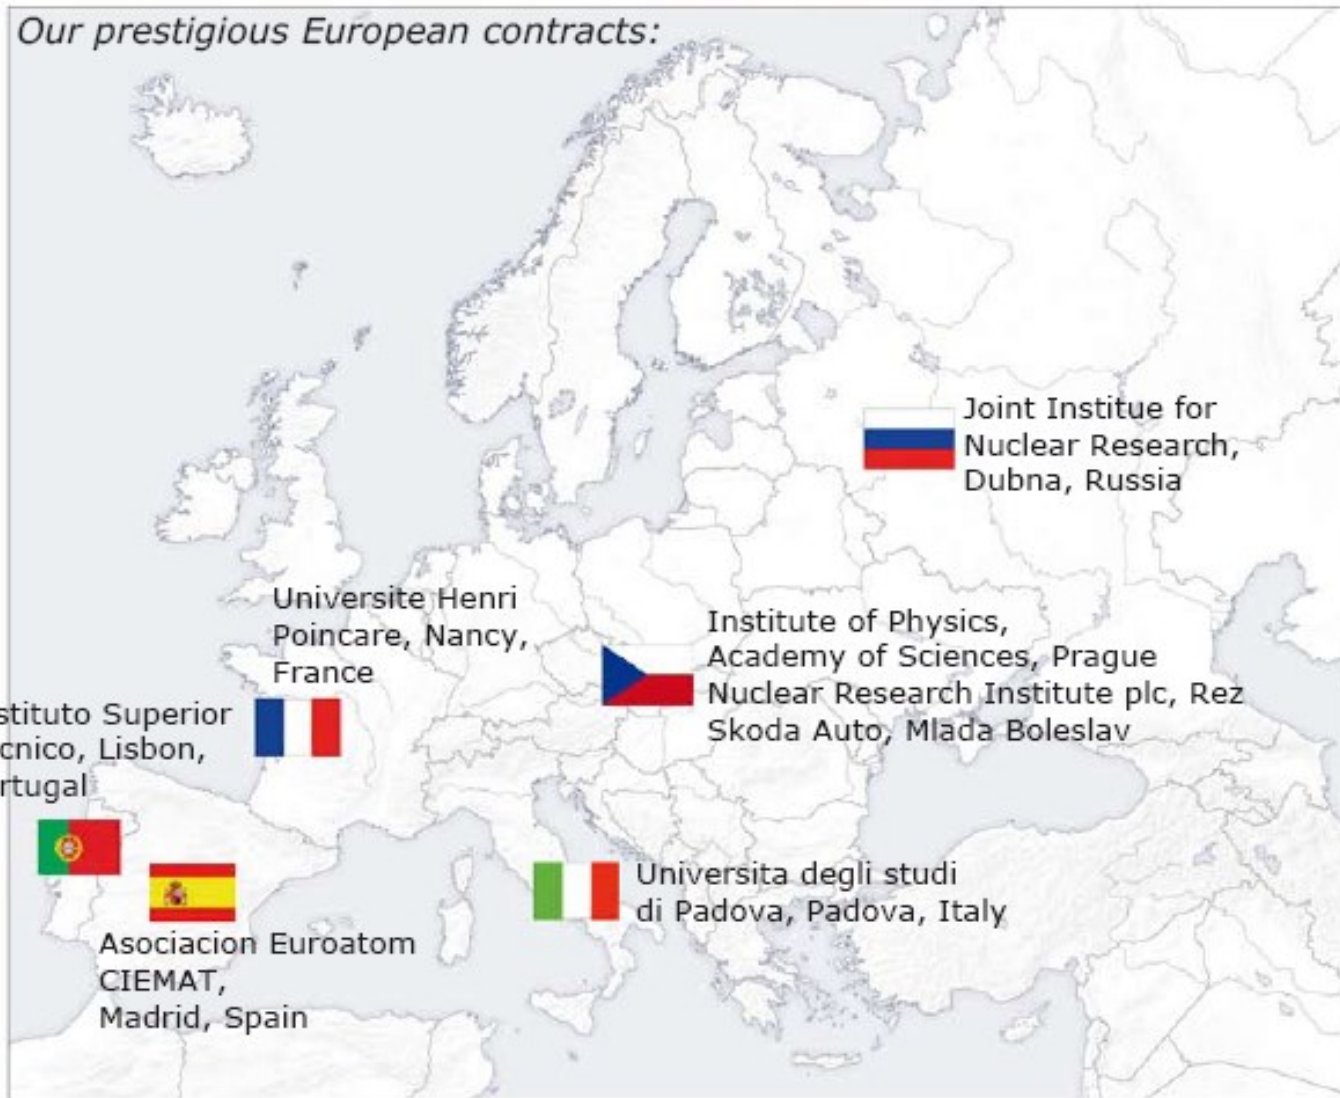 Our prestigious European contracts:
Joint Institue for
Nuclear Research,
Dubna, Russia
Universite Henri
Poincare, Nancy,
France
Institute of Physics,
Academy of Sciences, Prague
Nuclear Research Institute plc, Rez
Skoda Auto, Mlada Boleslav
stituto Superior
cnico, Lisbon,
rtugal
Universita degli studi
di Padova, Padova, Italy
Asociacion Euroatom
CIEMAT,
Madrid, Spain